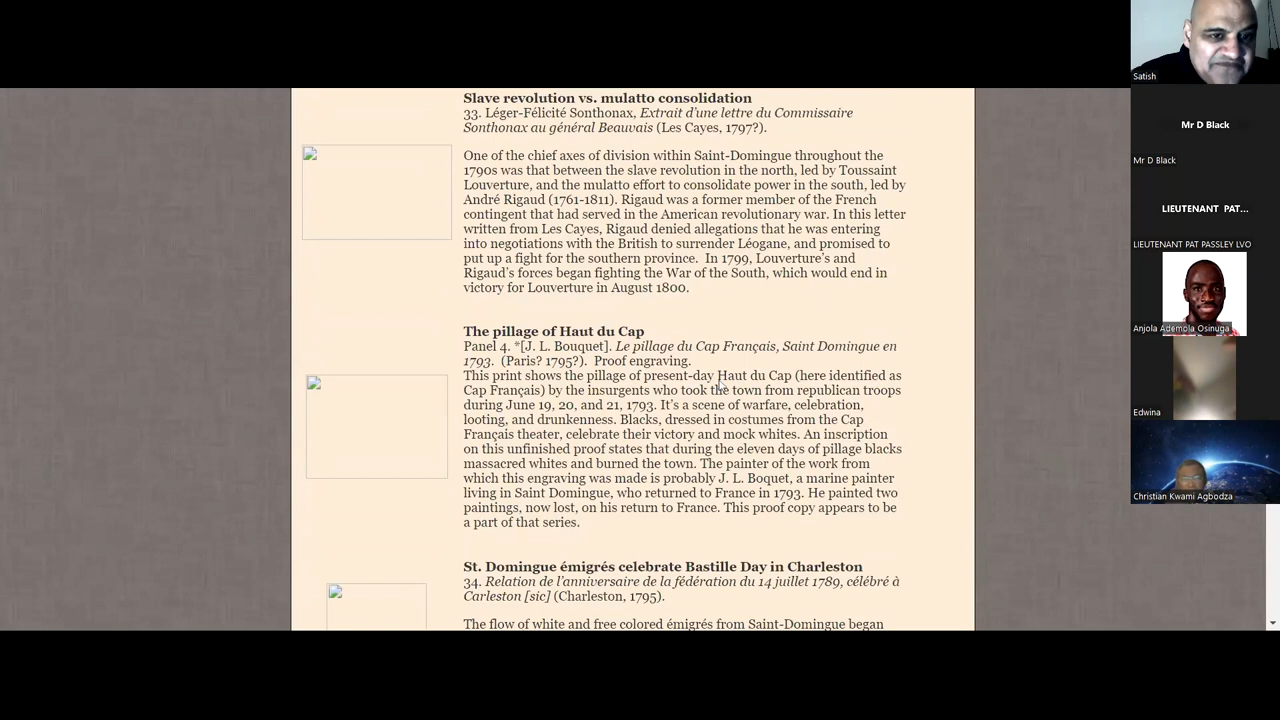 Slave revolution vs. mulatto consolidation
33. Léger-Félicité Sonthonax, Extrait d'une lettre du Commissaire
Sonthonax au général Beauvais (Les Cayes, 1797?).
One of the chief axes of division within Saint-Domingue throughout the
1790s was that between the slave revolution in the north, led by Toussaint
Louverture, and the mulatto effort to consolidate power in the south, led by
André Rigaud (1761-1811). Rigaud was a former member of the French
contingent that had served in the American revolutionary war. In this letter
written from Les Cayes, Rigaud denied allegations that he was entering
into negotiations with the British to surrender Léogane, and promised to
put up a fight for the southern province.  In 1799, Louverture's and
Rigaud's forces began fighting the War of the South, which would end in
victory for Louverture in August 1800.
The pillage of Haut du Cap
Panel 4. *[J. L. Bouquet]. Le pillage du Cap Français, Saint Domingue en
1793.  (Paris? 1795?).  Proof engraving.
This print shows the pillage of present-day Haut du Cap (here identified as
Cap Français) by the insurgents who took the town from republican troops
during June 19, 20, and 21, 1793. It's a scene of warfare, celebration,
looting, and drunkenness. Blacks, dressed in costumes from the Cap
Français theater, celebrate their victory and mock whites. An inscription
on this unfinished proof states that during the eleven days of pillage blacks
massacred whites and burned the town. The painter of the work from
which this engraving was made is probably J. L. Boquet, a marine painter
living in Saint Domingue, who returned to France in 1793. He painted two
paintings, now lost, on his return to France. This proof copy appears to be
a part of that series.
St. Domingue émigrés celebrate Bastille Day in Charleston
34. Relation de l'anniversaire de la fédération du 14 juillet 1789, célébré à
Carleston [sic] (Charleston, 1795).
The flow of white and free colored émigrés from Saint-Domingue began
Satish
Mr D Black
Mr D Black
LIEUTENANT PAT...
LIEUTENANT PAT PASSLEY LVO
Anjola Ademola Osinuga
Edwina
Christian Kwami Agbodza